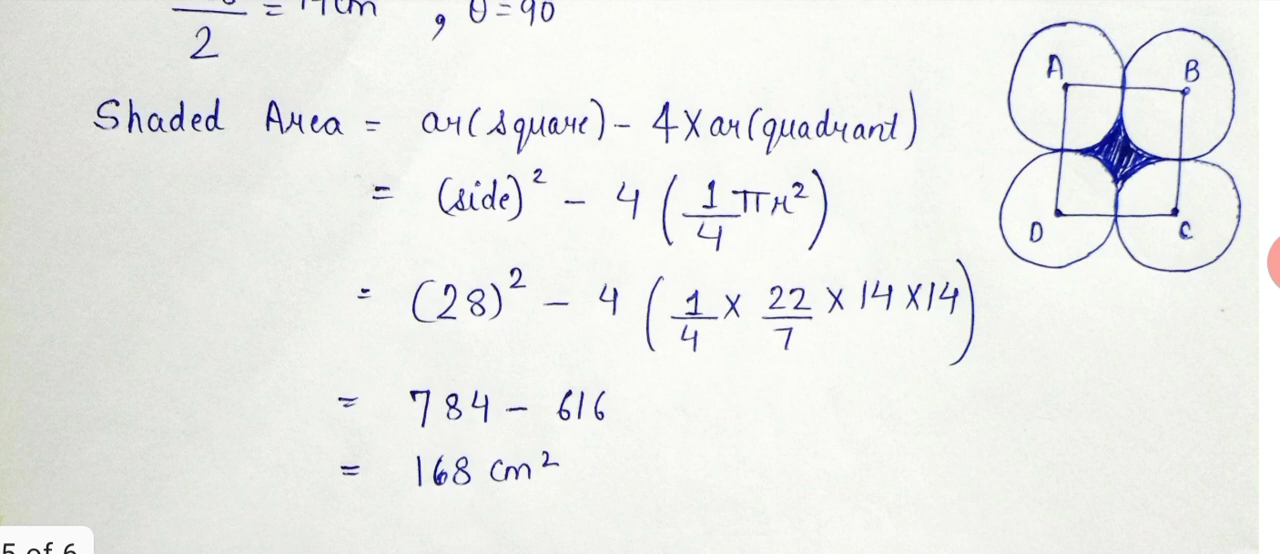 2 = 14cm , θ=90
Shaded Area = ar(square) - 4×ar(quadrant)
= (side)² - 4 (1/4 πr²)
= (28)² - 4 (1/4 × 22/7 × 14 × 14)
= 784 - 616
= 168 cm²
A
B
D
C
5 of 6